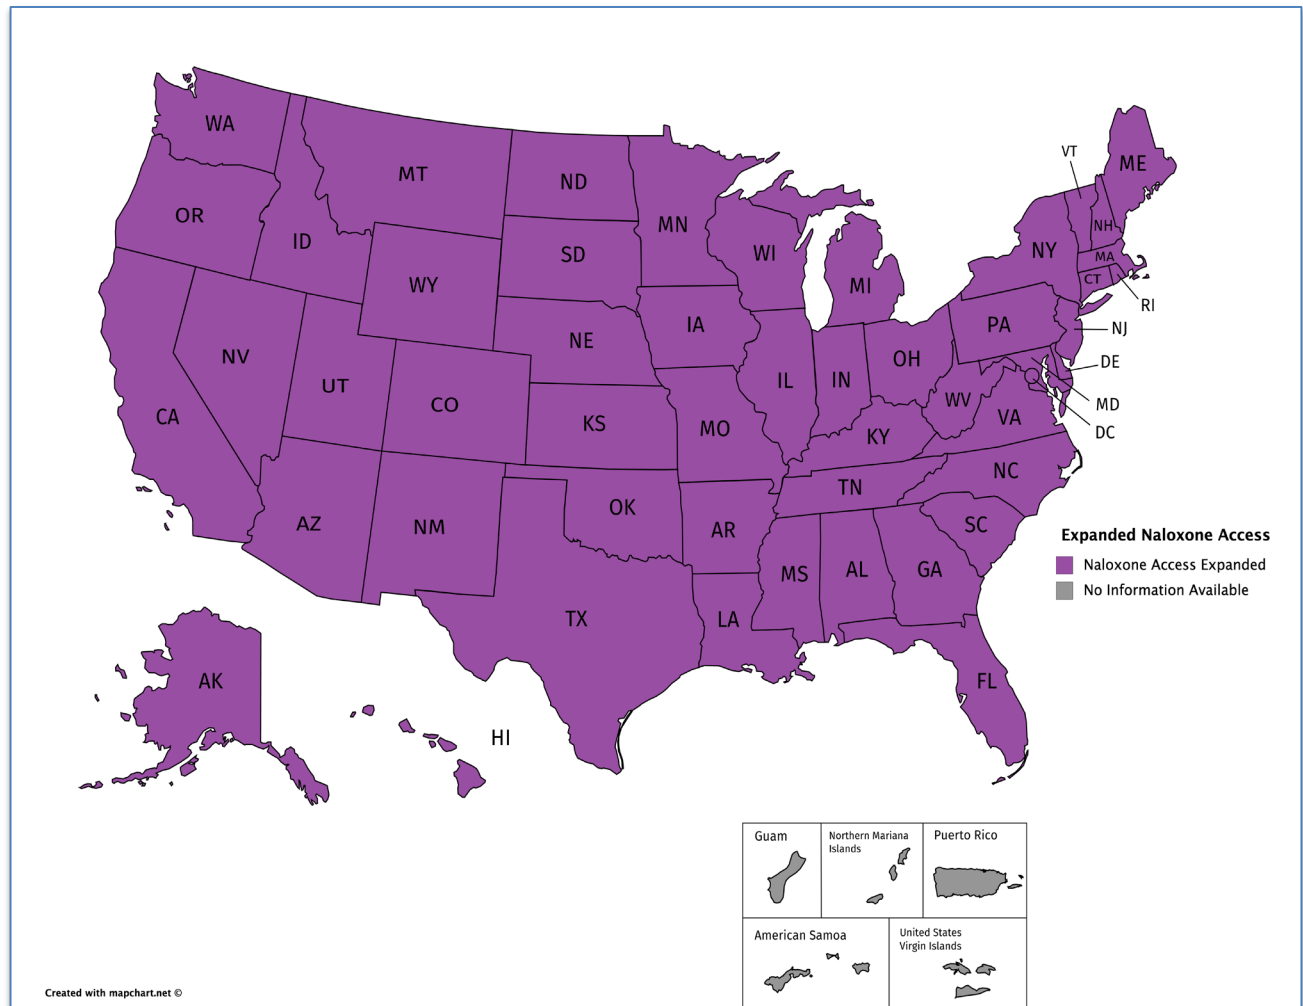 WA
MT
ND
MN
VT
ME
OR
ID
SD
WI
NH
NY
MA
WY
MI
CT
RI
IA
PA
NJ
NE
NV
OH
DE
UT
IL
IN
CO
WV
MD
CA
KS
MO
VA
DC
KY
NC
TN
OK
AZ
NM
AR
SC
Expanded Naloxone Access
Naloxone Access Expanded
No Information Available
MS
AL
GA
TX
LA
AK
FL
HI
Guam
Northern Mariana
Islands
Puerto Rico
American Samoa
United States
Virgin Islands
Created with mapchart.net ©